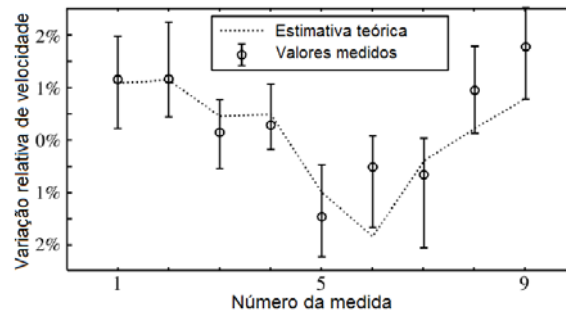 Estimativa teórica
Valores medidos
Variação relativa de velocidade
2%
1%
0%
1%
2%
1
5
9
Número da medida